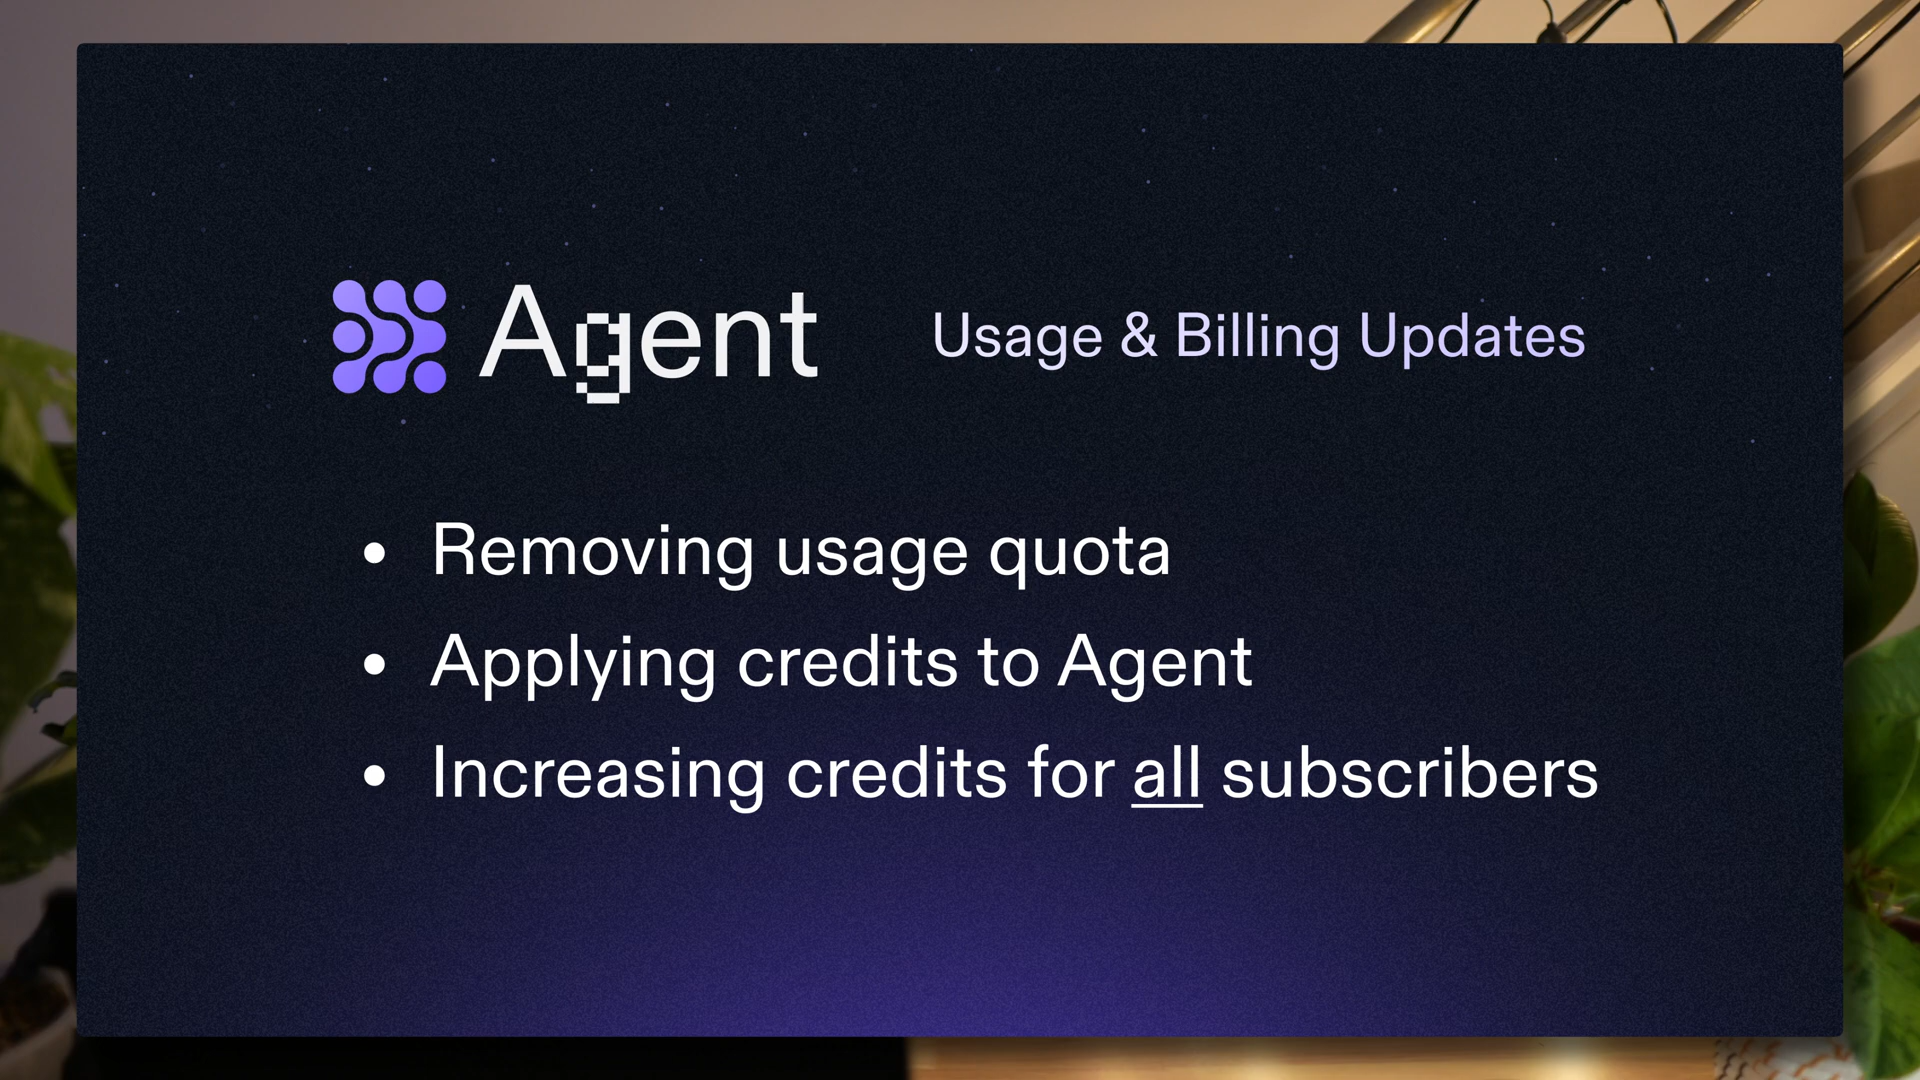 Agent
Usage & Billing Updates
• Removing usage quota
• Applying credits to Agent
• Increasing credits for all subscribers